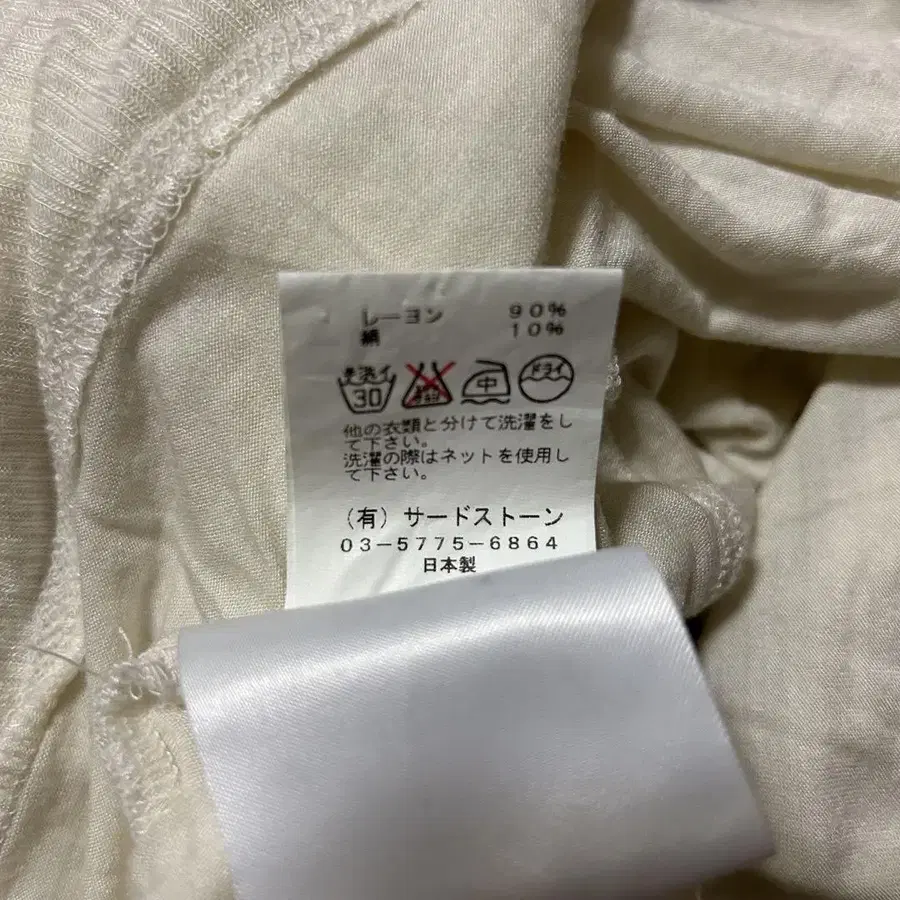 レーヨン 90%
絹 10%
手洗イ 30 中 ドライ
他の衣類と分けて洗濯をし
て下さい。
洗濯の際はネットを使用し
て下さい。
(有)サードストーン
03-5775-6864
日本製